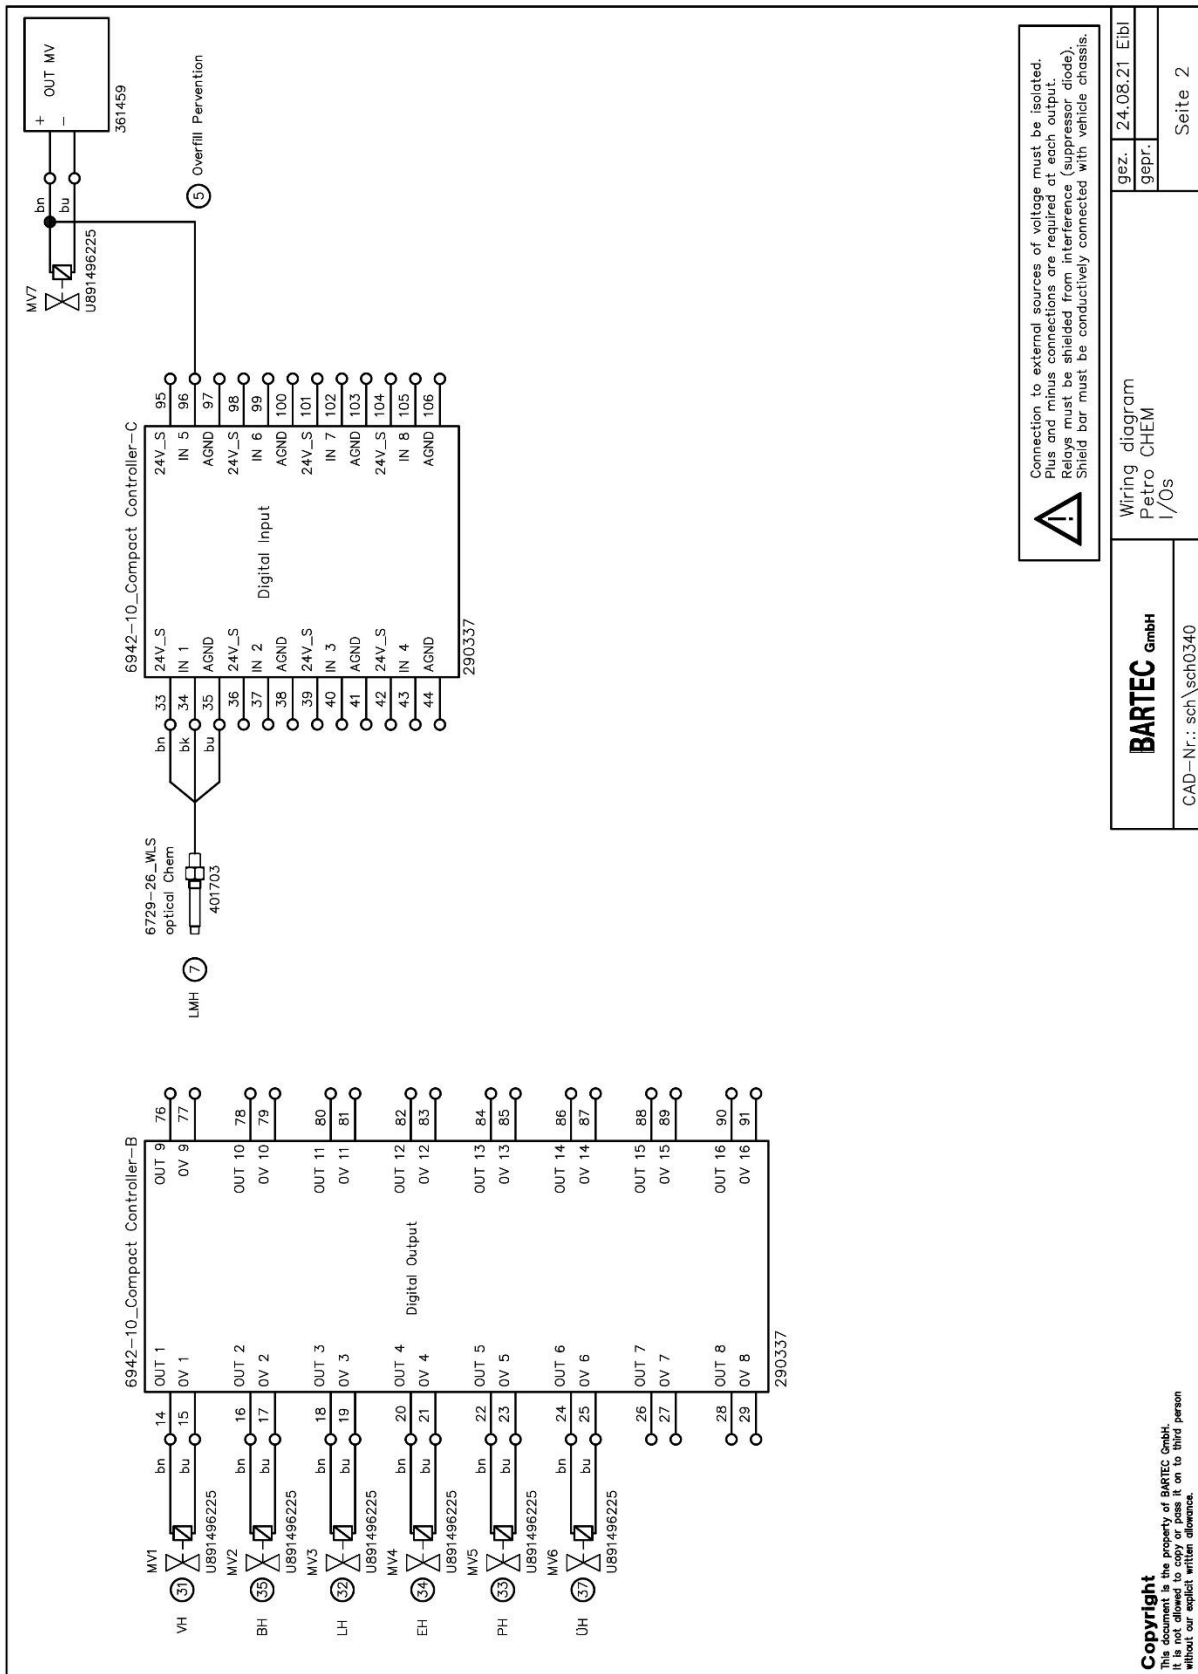 6942-10_Compact Controller-B
VH
31
MV1
U891496225
bn
14
OUT 1
bu
15
0V 1
OUT 9
76
0V 9
77
BH
35
MV2
U891496225
bn
16
OUT 2
bu
17
0V 2
OUT 10
78
0V 10
79
LH
32
MV3
U891496225
bn
18
OUT 3
bu
19
0V 3
OUT 11
80
0V 11
81
EH
34
MV4
U891496225
bn
20
OUT 4
bu
21
0V 4
OUT 12
82
0V 12
83
Digital Output
PH
33
MV5
U891496225
bn
22
OUT 5
bu
23
0V 5
OUT 13
84
0V 13
85
ÜH
37
MV6
U891496225
bn
24
OUT 6
bu
25
0V 6
OUT 14
86
0V 14
87
26
OUT 7
27
0V 7
OUT 15
88
0V 15
89
28
OUT 8
29
0V 8
OUT 16
90
0V 16
91
290337
LMH
7
6729-26_WLS
optical Chem
401703
6942-10_Compact Controller-C
bn
33
24V_S
bk
34
IN 1
bu
35
AGND
36
24V_S
37
IN 2
38
AGND
39
24V_S
40
IN 3
41
AGND
42
24V_S
43
IN 4
44
AGND
Digital Input
24V_S
95
IN 5
96
AGND
97
24V_S
98
IN 6
99
AGND
100
24V_S
101
IN 7
102
AGND
103
24V_S
104
IN 8
105
AGND
106
290337
MV7
U891496225
bn
bu
+
-
OUT MV
361459
5
Overfill Pervention
Connection to external sources of voltage must be isolated.
Plus and minus connections are required at each output.
Relays must be shielded from interference (suppressor diode).
Shield bar must be conductively connected with vehicle chassis.
Copyright
This document is the property of BARTEC GmbH.
It is not allowed to copy or pass it on to third person
without our explicit written allowance.
BARTEC GmbH
CAD-Nr.: sch\sch0340
Wiring diagram
Petro CHEM
I/Os
gez.
24.08.21 Eibl
gepr.
Seite 2